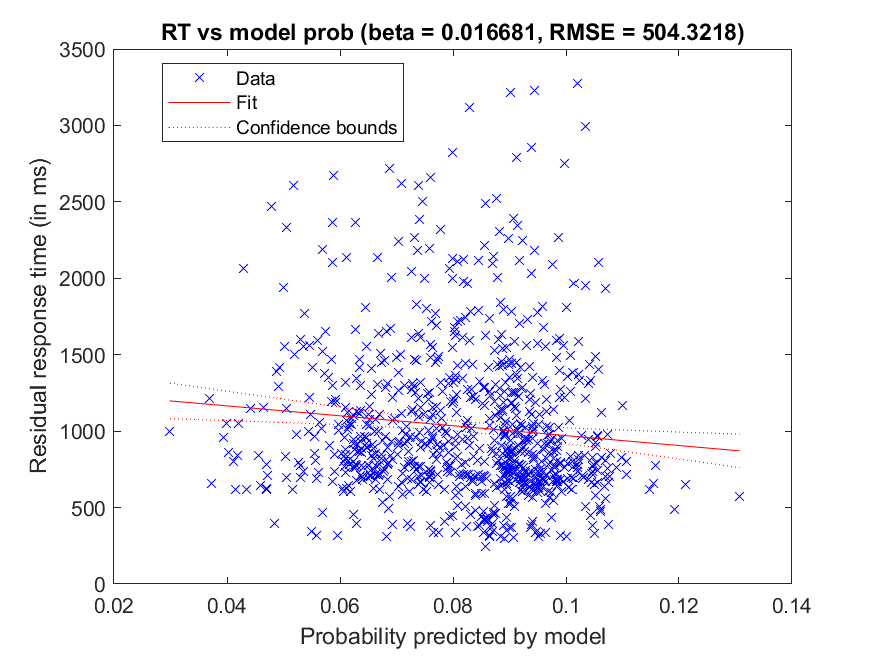 RT vs model prob (beta = 0.016681, RMSE = 504.3218)
Data
Fit
Confidence bounds
3500
3000
2500
2000
1500
1000
500
0
Residual response time (in ms)
0.02 0.04 0.06 0.08 0.1 0.12 0.14
Probability predicted by model